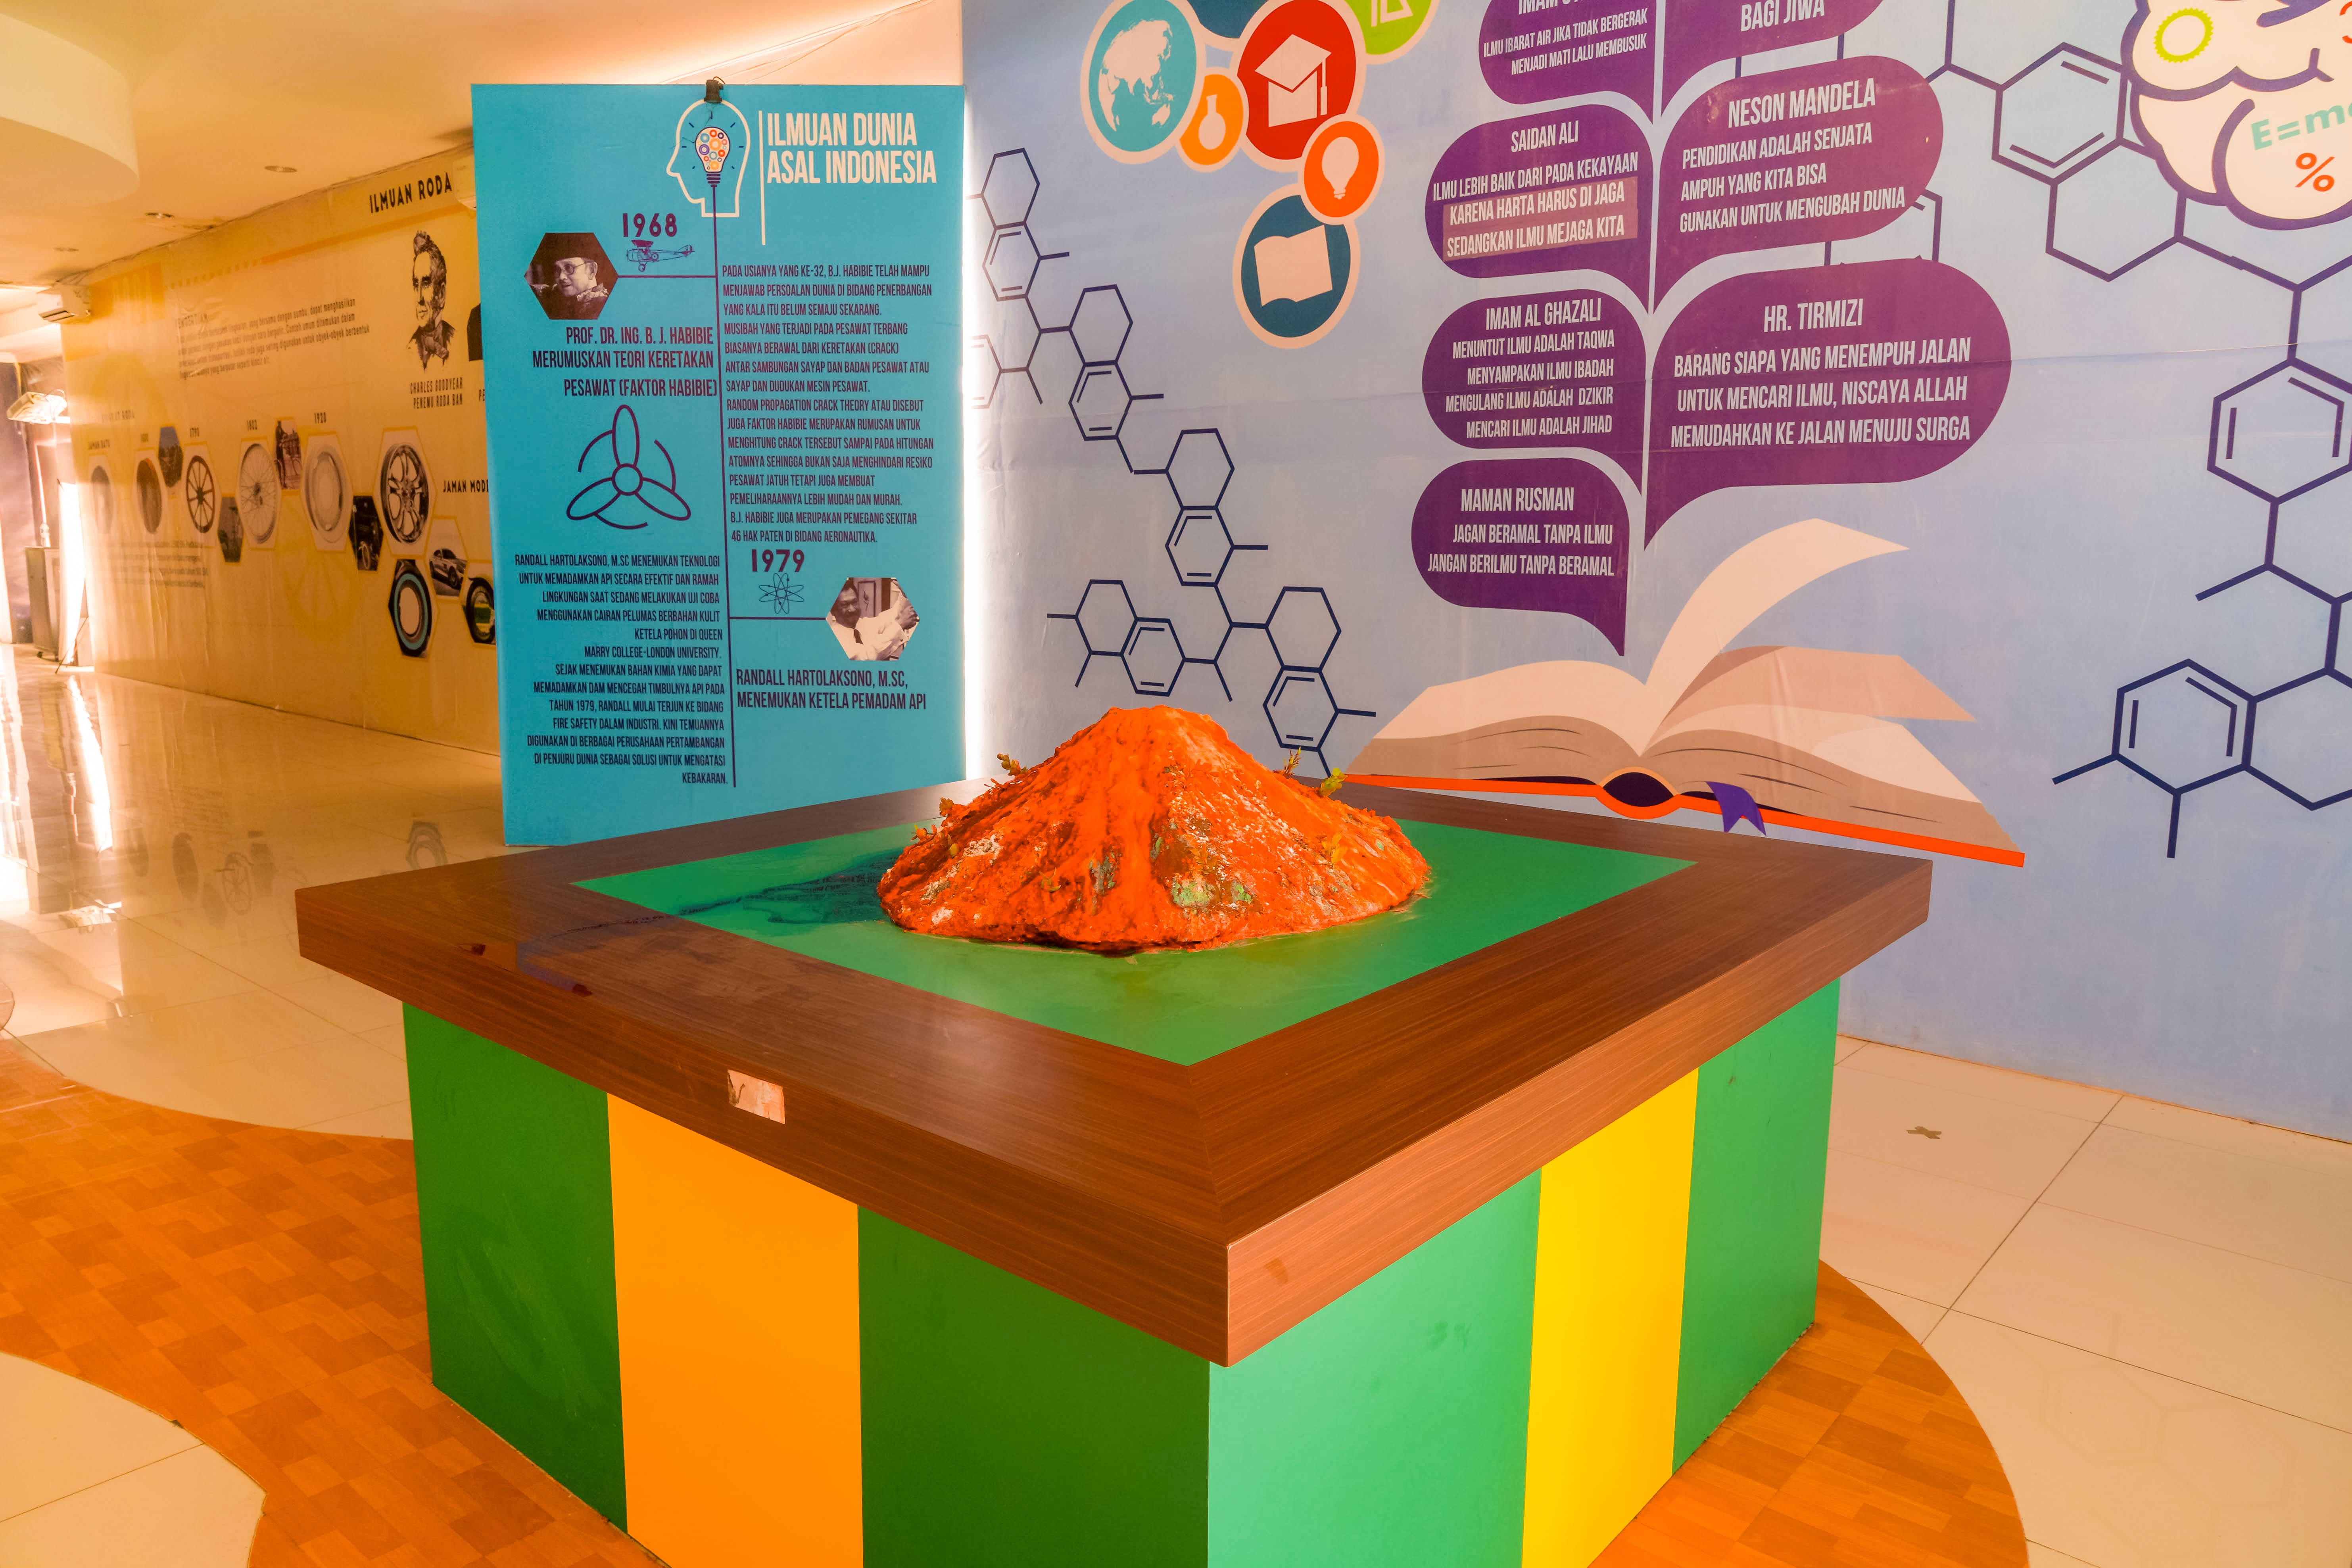 ILMUAN RODA
CHARLES GOODYEAR
PENEMU RODA BAN
1802
JAMAN MODE
ILMUAN DUNIA
ASAL INDONESIA
1968
PROF. DR. ING. B. J. HABIBIE
MERUMUSKAN TEORI KERETAKAN
PESAWAT (FAKTOR HABIBIE)
PADA USIANYA YANG KE-32, B.J. HABIBIE TELAH MAMPU
MENJAWAB PERSOALAN DUNIA DI BIDANG PENERBANGAN
YANG KALA ITU BELUM SEMAJU SEKARANG.
MUSIBAH YANG TERJADI PADA PESAWAT TERBANG
BIASANYA BERAWAL DARI KERETAKAN (CRACK)
ANTAR SAMBUNGAN SAYAP DAN BADAN PESAWAT ATAU
SAYAP DAN DUDUKAN MESIN PESAWAT.
RANDOM PROPAGATION CRACK THEORY ATAU DISEBUT
JUGA FAKTOR HABIBIE MERUPAKAN RUMUSAN UNTUK
MENGHITUNG CRACK TERSEBUT SAMPAI PADA HITUNGAN
ATOMNYA SEHINGGA BUKAN SAJA MENGHINDARI RESIKO
PESAWAT JATUH TETAPI JUGA MEMBUAT
PEMELIHARAANNYA LEBIH MUDAH DAN MURAH.
B.J. HABIBIE JUGA MERUPAKAN PEMEGANG SEKITAR
46 HAK PATEN DI BIDANG AERONAUTIKA.
1979
RANDALL HARTOLAKSONO, M.SC,
MENEMUKAN KETELA PEMADAM API
RANDALL HARTOLAKSONO, M.SC MENEMUKAN TEKNOLOGI
UNTUK MEMADAMKAN API SECARA EFEKTIF DAN RAMAH
LINGKUNGAN SAAT SEDANG MELAKUKAN UJI COBA
MENGGUNAKAN CAIRAN PELUMAS BERBAHAN KULIT
KETELA POHON DI QUEEN
MARRY COLLEGE-LONDON UNIVERSITY.
SEJAK MENEMUKAN BAHAN KIMIA YANG DAPAT
MEMADAMKAN DAM MENCEGAH TIMBULNYA API PADA
TAHUN 1979, RANDALL MULAI TERJUN KE BIDANG
FIRE SAFETY DALAM INDUSTRI. KINI TEMUANNYA
DIGUNAKAN DI BERBAGAI PERUSAHAAN PERTAMBANGAN
DI PENJURU DUNIA SEBAGAI SOLUSI UNTUK MENGATASI
KEBAKARAN.
ILMU IBARAT AIR JIKA TIDAK BERGERAK
MENJADI MATI LALU MEMBUSUK
BAGI JIWA
SAIDAN ALI
ILMU LEBIH BAIK DARI PADA KEKAYAAN
KARENA HARTA HARUS DI JAGA
SEDANGKAN ILMU MEJAGA KITA
NESON MANDELA
PENDIDIKAN ADALAH SENJATA
AMPUH YANG KITA BISA
GUNAKAN UNTUK MENGUBAH DUNIA
IMAM AL GHAZALI
MENUNTUT ILMU ADALAH TAQWA
MENYAMPAKAN ILMU IBADAH
MENGULANG ILMU ADALAH DZIKIR
MENCARI ILMU ADALAH JIHAD
HR. TIRMIZI
BARANG SIAPA YANG MENEMPUH JALAN
UNTUK MENCARI ILMU, NISCAYA ALLAH
MEMUDAHKAN KE JALAN MENUJU SURGA
MAMAN RUSMAN
JAGAN BERAMAL TANPA ILMU
JANGAN BERILMU TANPA BERAMAL
E=m
%